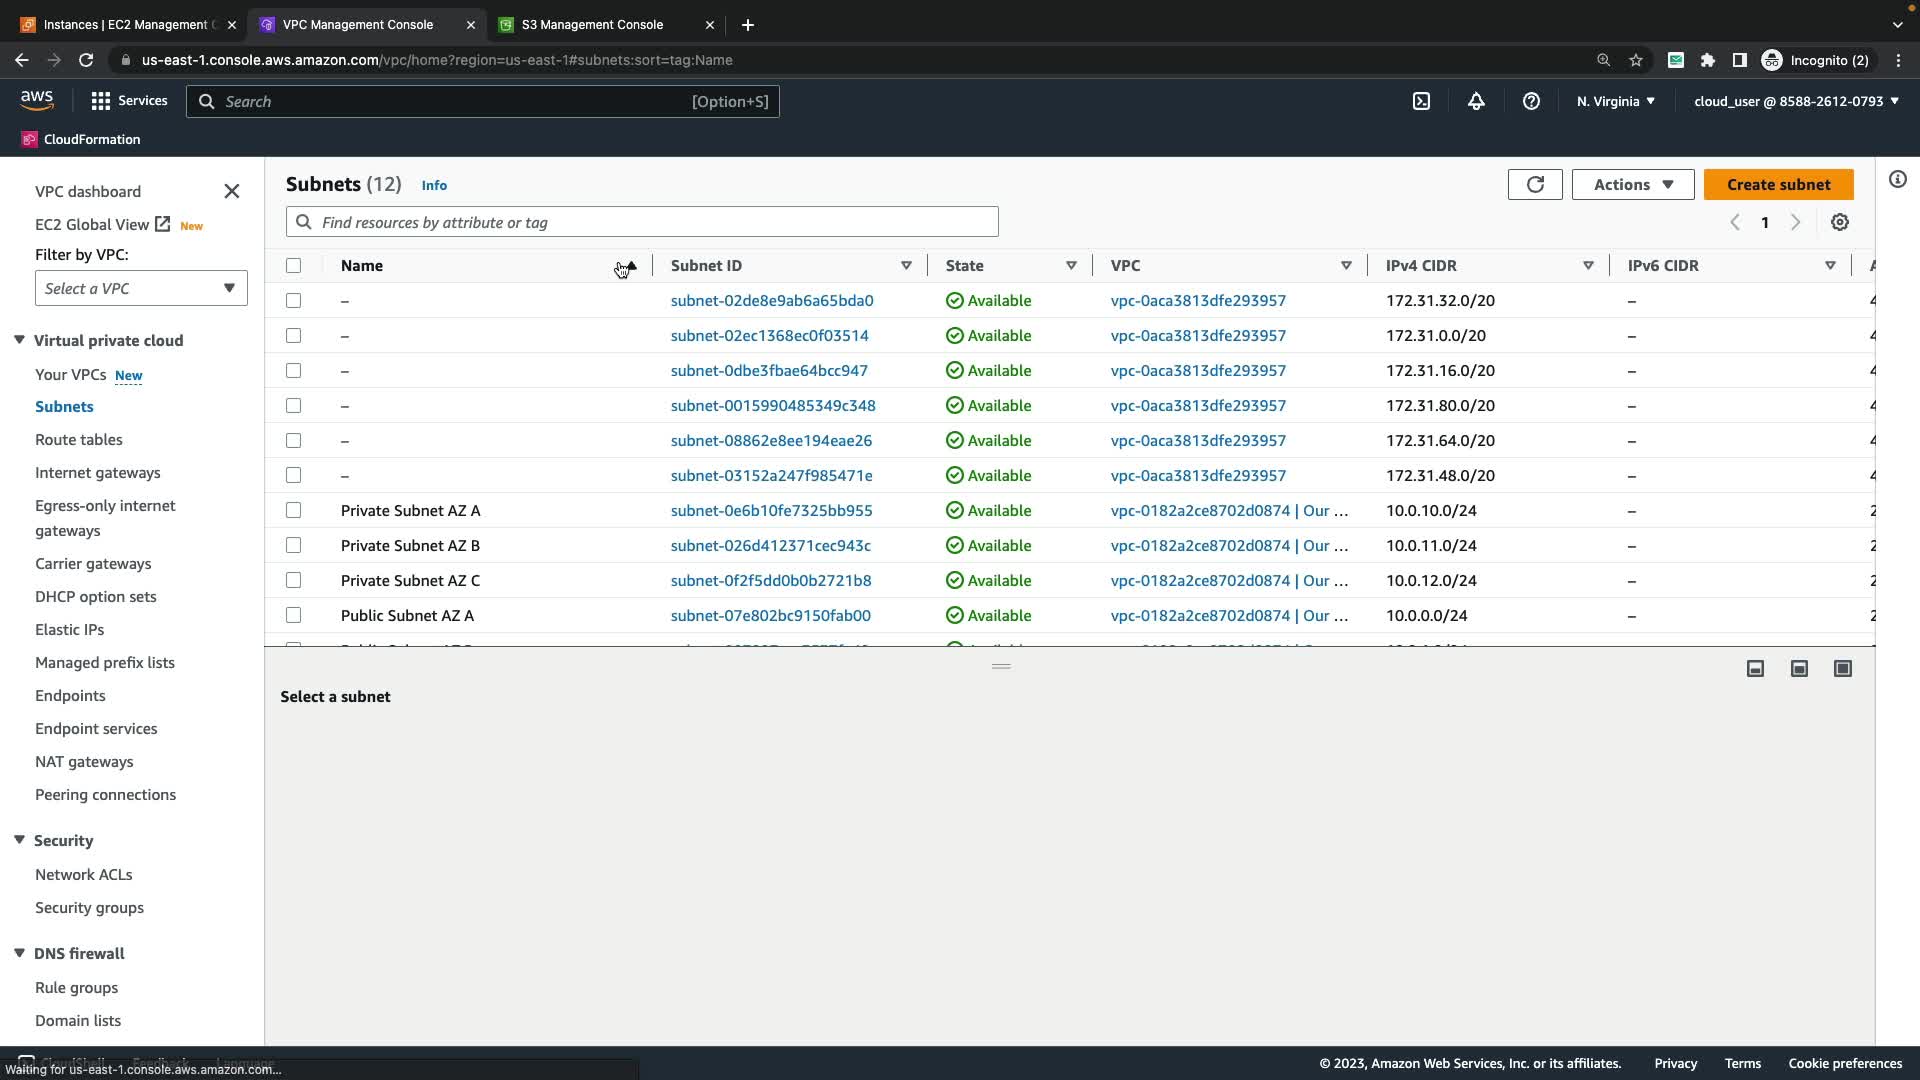 Instances | EC2 Management C
VPC Management Console
S3 Management Console
us-east-1.console.aws.amazon.com/vpc/home?region=us-east-1#subnets:sort=tag:Name
Incognito (2)
aws
Services
Search
[Option+S]
N. Virginia
cloud_user @ 8588-2612-0793
CloudFormation
VPC dashboard
EC2 Global View New
Filter by VPC:
Select a VPC
Virtual private cloud
Your VPCs New
Subnets
Route tables
Internet gateways
Egress-only internet
gateways
Carrier gateways
DHCP option sets
Elastic IPs
Managed prefix lists
Endpoints
Endpoint services
NAT gateways
Peering connections
Security
Network ACLs
Security groups
DNS firewall
Rule groups
Domain lists
Subnets (12) Info
Actions
Create subnet
Find resources by attribute or tag
1
Name Subnet ID State VPC IPv4 CIDR IPv6 CIDR
– subnet-02de8e9ab6a65bda0 Available vpc-0aca3813dfe293957 172.31.32.0/20 –
– subnet-02ec1368ec0f03514 Available vpc-0aca3813dfe293957 172.31.0.0/20 –
– subnet-0dbe3fbae64bcc947 Available vpc-0aca3813dfe293957 172.31.16.0/20 –
– subnet-0015990485349c348 Available vpc-0aca3813dfe293957 172.31.80.0/20 –
– subnet-08862e8ee194eae26 Available vpc-0aca3813dfe293957 172.31.64.0/20 –
– subnet-03152a247f985471e Available vpc-0aca3813dfe293957 172.31.48.0/20 –
Private Subnet AZ A subnet-0e6b10fe7325bb955 Available vpc-0182a2ce8702d0874 | Our ... 10.0.10.0/24 –
Private Subnet AZ B subnet-026d412371cec943c Available vpc-0182a2ce8702d0874 | Our ... 10.0.11.0/24 –
Private Subnet AZ C subnet-0f2f5dd0b0b2721b8 Available vpc-0182a2ce8702d0874 | Our ... 10.0.12.0/24 –
Public Subnet AZ A subnet-07e802bc9150fab00 Available vpc-0182a2ce8702d0874 | Our ... 10.0.0.0/24 –
Select a subnet
CloudShell Feedback Language
Waiting for us-east-1.console.aws.amazon.com...
© 2023, Amazon Web Services, Inc. or its affiliates. Privacy Terms Cookie preferences